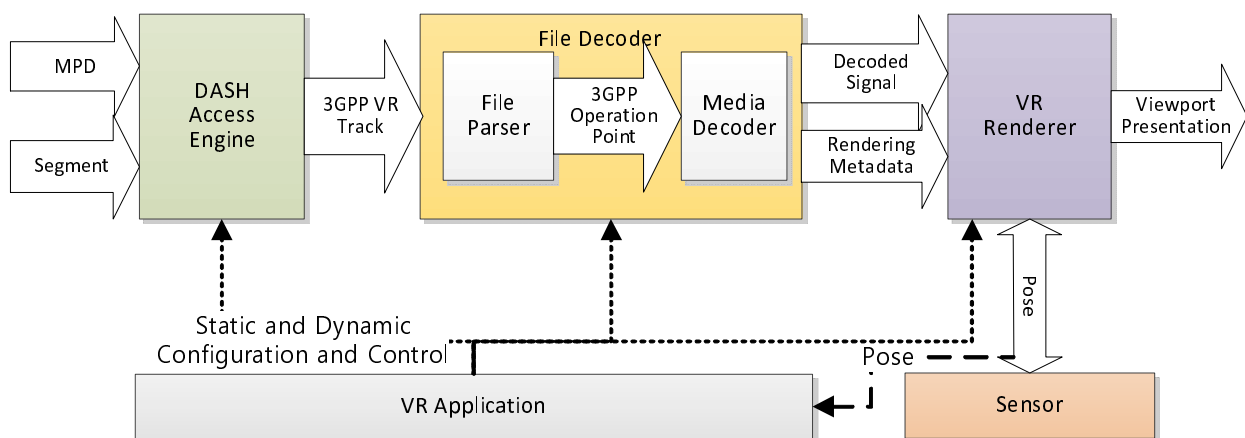 MPD
Segment
DASH
Access
Engine
3GPP VR
Track
File Decoder
File
Parser
3GPP
Operation
Point
Media
Decoder
Decoded
Signal
Rendering
Metadata
VR
Renderer
Viewport
Presentation
Pose
Static and Dynamic
Configuration and Control
Pose
VR Application
Sensor